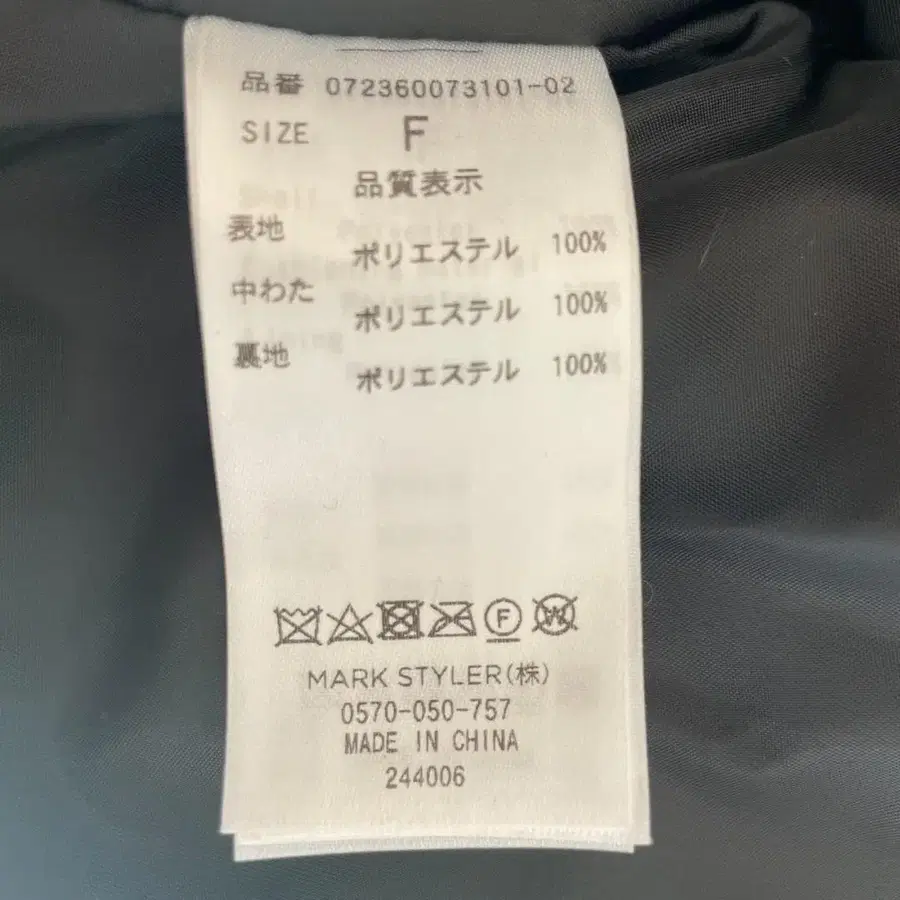 品番 072360073101-02
SIZE F
品質表示
表地 ポリエステル 100%
中わた ポリエステル 100%
裏地 ポリエステル 100%
F W
MARK STYLER(株)
0570-050-757
MADE IN CHINA
244006